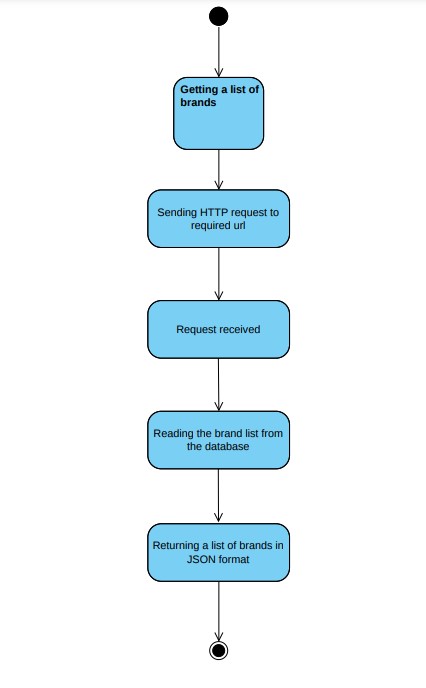 Getting a list of
brands
Sending HTTP request to
required url
Request received
Reading the brand list from
the database
Returning a list of brands in
JSON format